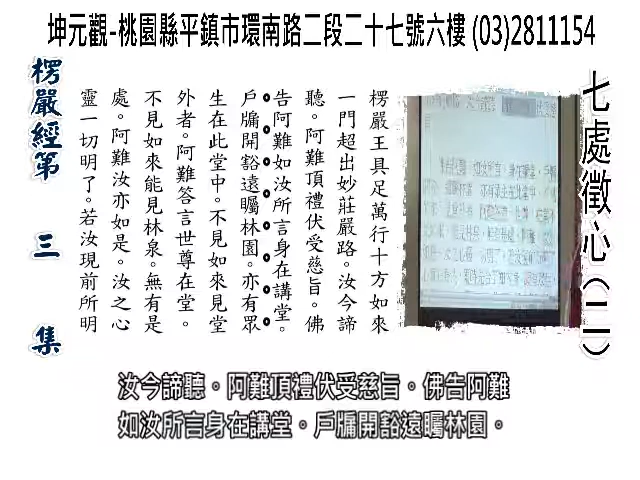 坤元觀-桃園縣平鎮市環南路二段二十七號六樓 (03)2811154
七處徵心(二)
楞嚴王具足萬行十方如來
一門超出妙莊嚴路。汝今諦
聽。阿難頂禮伏受慈旨。佛
告阿難如汝所言身在講堂。
戶牖開豁遠矚林園。亦有眾
生在此堂中。不見如來見堂
外者。阿難答言世尊在堂。
不見如來能見林泉。無有是
處。阿難汝亦如是。汝之心
靈一切明了。若汝現前所明
楞嚴經第三集
汝今諦聽。阿難頂禮伏受慈旨。佛告阿難
如汝所言身在講堂。戶牖開豁遠矚林園。